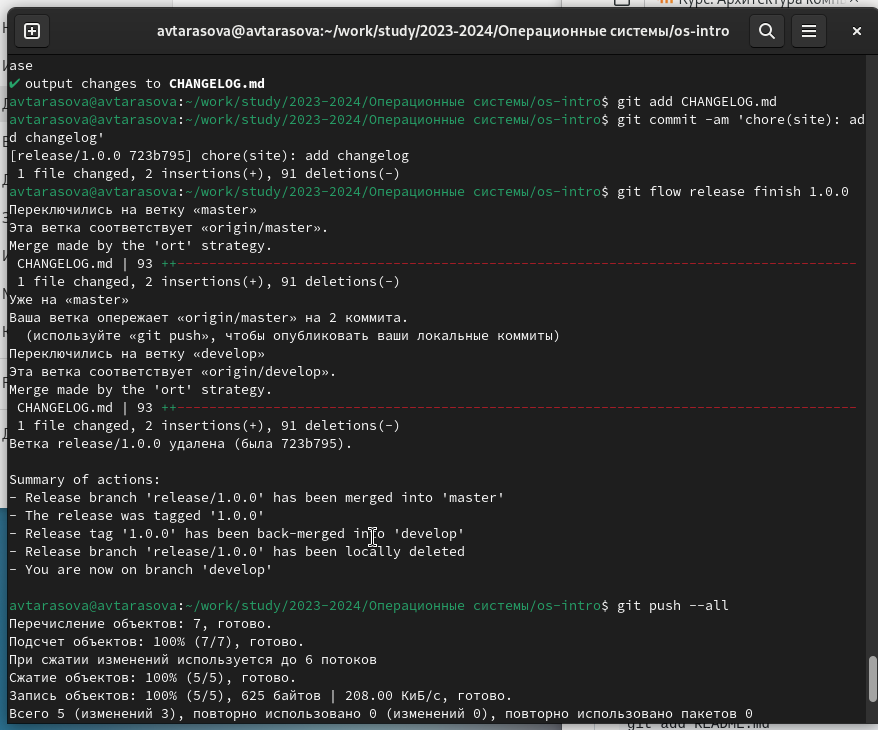 Курс: Архитектура комп
avtarasova@avtarasova:~/work/study/2023-2024/Операционные системы/os-intro
ase
✔ output changes to CHANGELOG.md
avtarasova@avtarasova:~/work/study/2023-2024/Операционные системы/os-intro$ git add CHANGELOG.md
avtarasova@avtarasova:~/work/study/2023-2024/Операционные системы/os-intro$ git commit -am 'chore(site): ad
d changelog'
[release/1.0.0 723b795] chore(site): add changelog
 1 file changed, 2 insertions(+), 91 deletions(-)
avtarasova@avtarasova:~/work/study/2023-2024/Операционные системы/os-intro$ git flow release finish 1.0.0
Переключились на ветку «master»
Эта ветка соответствует «origin/master».
Merge made by the 'ort' strategy.
 CHANGELOG.md | 93 ++-------------------------------------------------------------------------------------
 1 file changed, 2 insertions(+), 91 deletions(-)
Уже на «master»
Ваша ветка опережает «origin/master» на 2 коммита.
  (используйте «git push», чтобы опубликовать ваши локальные коммиты)
Переключились на ветку «develop»
Эта ветка соответствует «origin/develop».
Merge made by the 'ort' strategy.
 CHANGELOG.md | 93 ++-------------------------------------------------------------------------------------
 1 file changed, 2 insertions(+), 91 deletions(-)
Ветка release/1.0.0 удалена (была 723b795).
Summary of actions:
- Release branch 'release/1.0.0' has been merged into 'master'
- The release was tagged '1.0.0'
- Release tag '1.0.0' has been back-merged into 'develop'
- Release branch 'release/1.0.0' has been locally deleted
- You are now on branch 'develop'
avtarasova@avtarasova:~/work/study/2023-2024/Операционные системы/os-intro$ git push --all
Перечисление объектов: 7, готово.
Подсчет объектов: 100% (7/7), готово.
При сжатии изменений используется до 6 потоков
Сжатие объектов: 100% (5/5), готово.
Запись объектов: 100% (5/5), 625 байтов | 208.00 КиБ/с, готово.
Всего 5 (изменений 3), повторно использовано 0 (изменений 0), повторно использовано пакетов 0
git add README.md